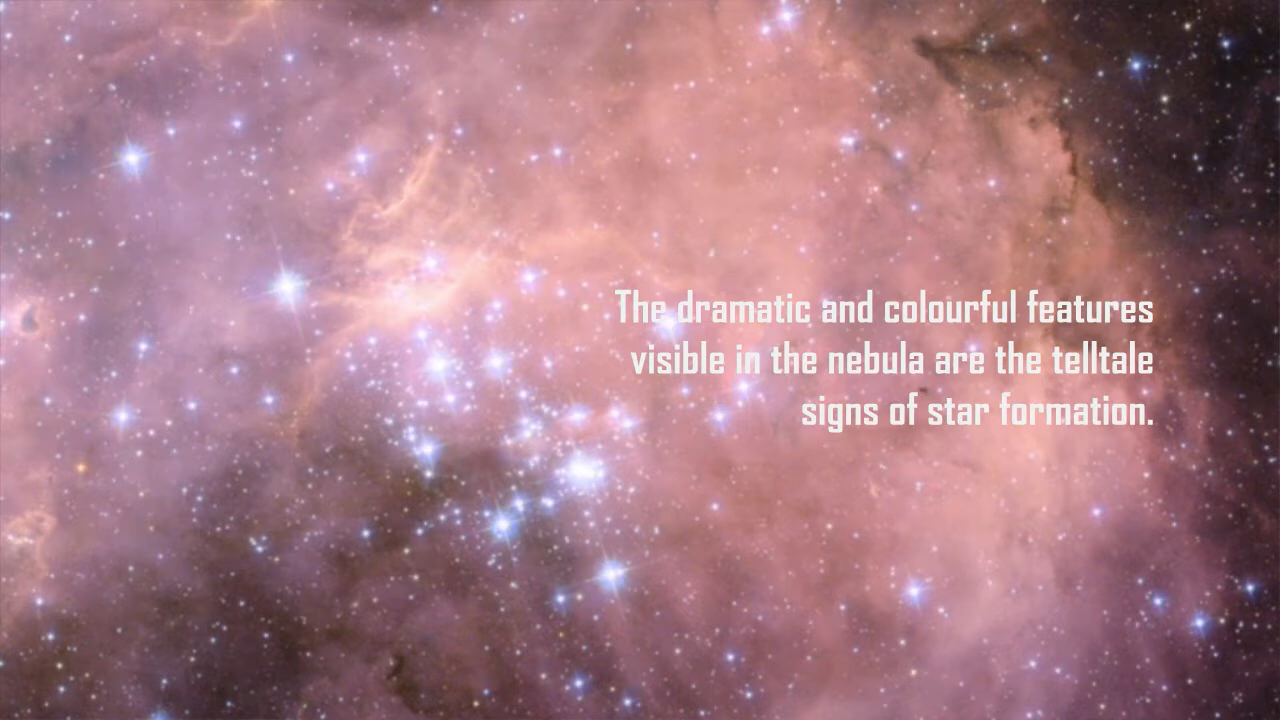 The dramatic and colourful features
visible in the nebula are the telltale
signs of star formation.